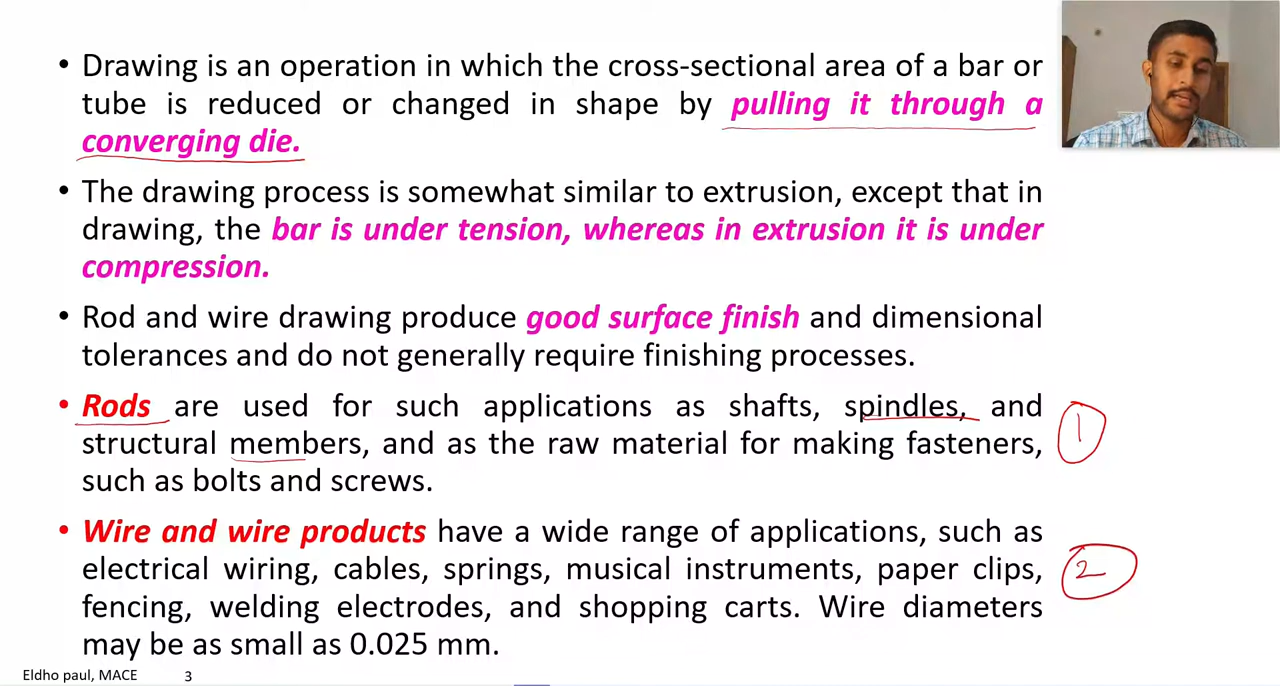 • Drawing is an operation in which the cross-sectional area of a bar or
tube is reduced or changed in shape by pulling it through a
converging die.
• The drawing process is somewhat similar to extrusion, except that in
drawing, the bar is under tension, whereas in extrusion it is under
compression.
• Rod and wire drawing produce good surface finish and dimensional
tolerances and do not generally require finishing processes.
• Rods are used for such applications as shafts, spindles, and
structural members, and as the raw material for making fasteners,
such as bolts and screws.
1
• Wire and wire products have a wide range of applications, such as
electrical wiring, cables, springs, musical instruments, paper clips,
fencing, welding electrodes, and shopping carts. Wire diameters
may be as small as 0.025 mm.
2
Eldho paul, MACE 3